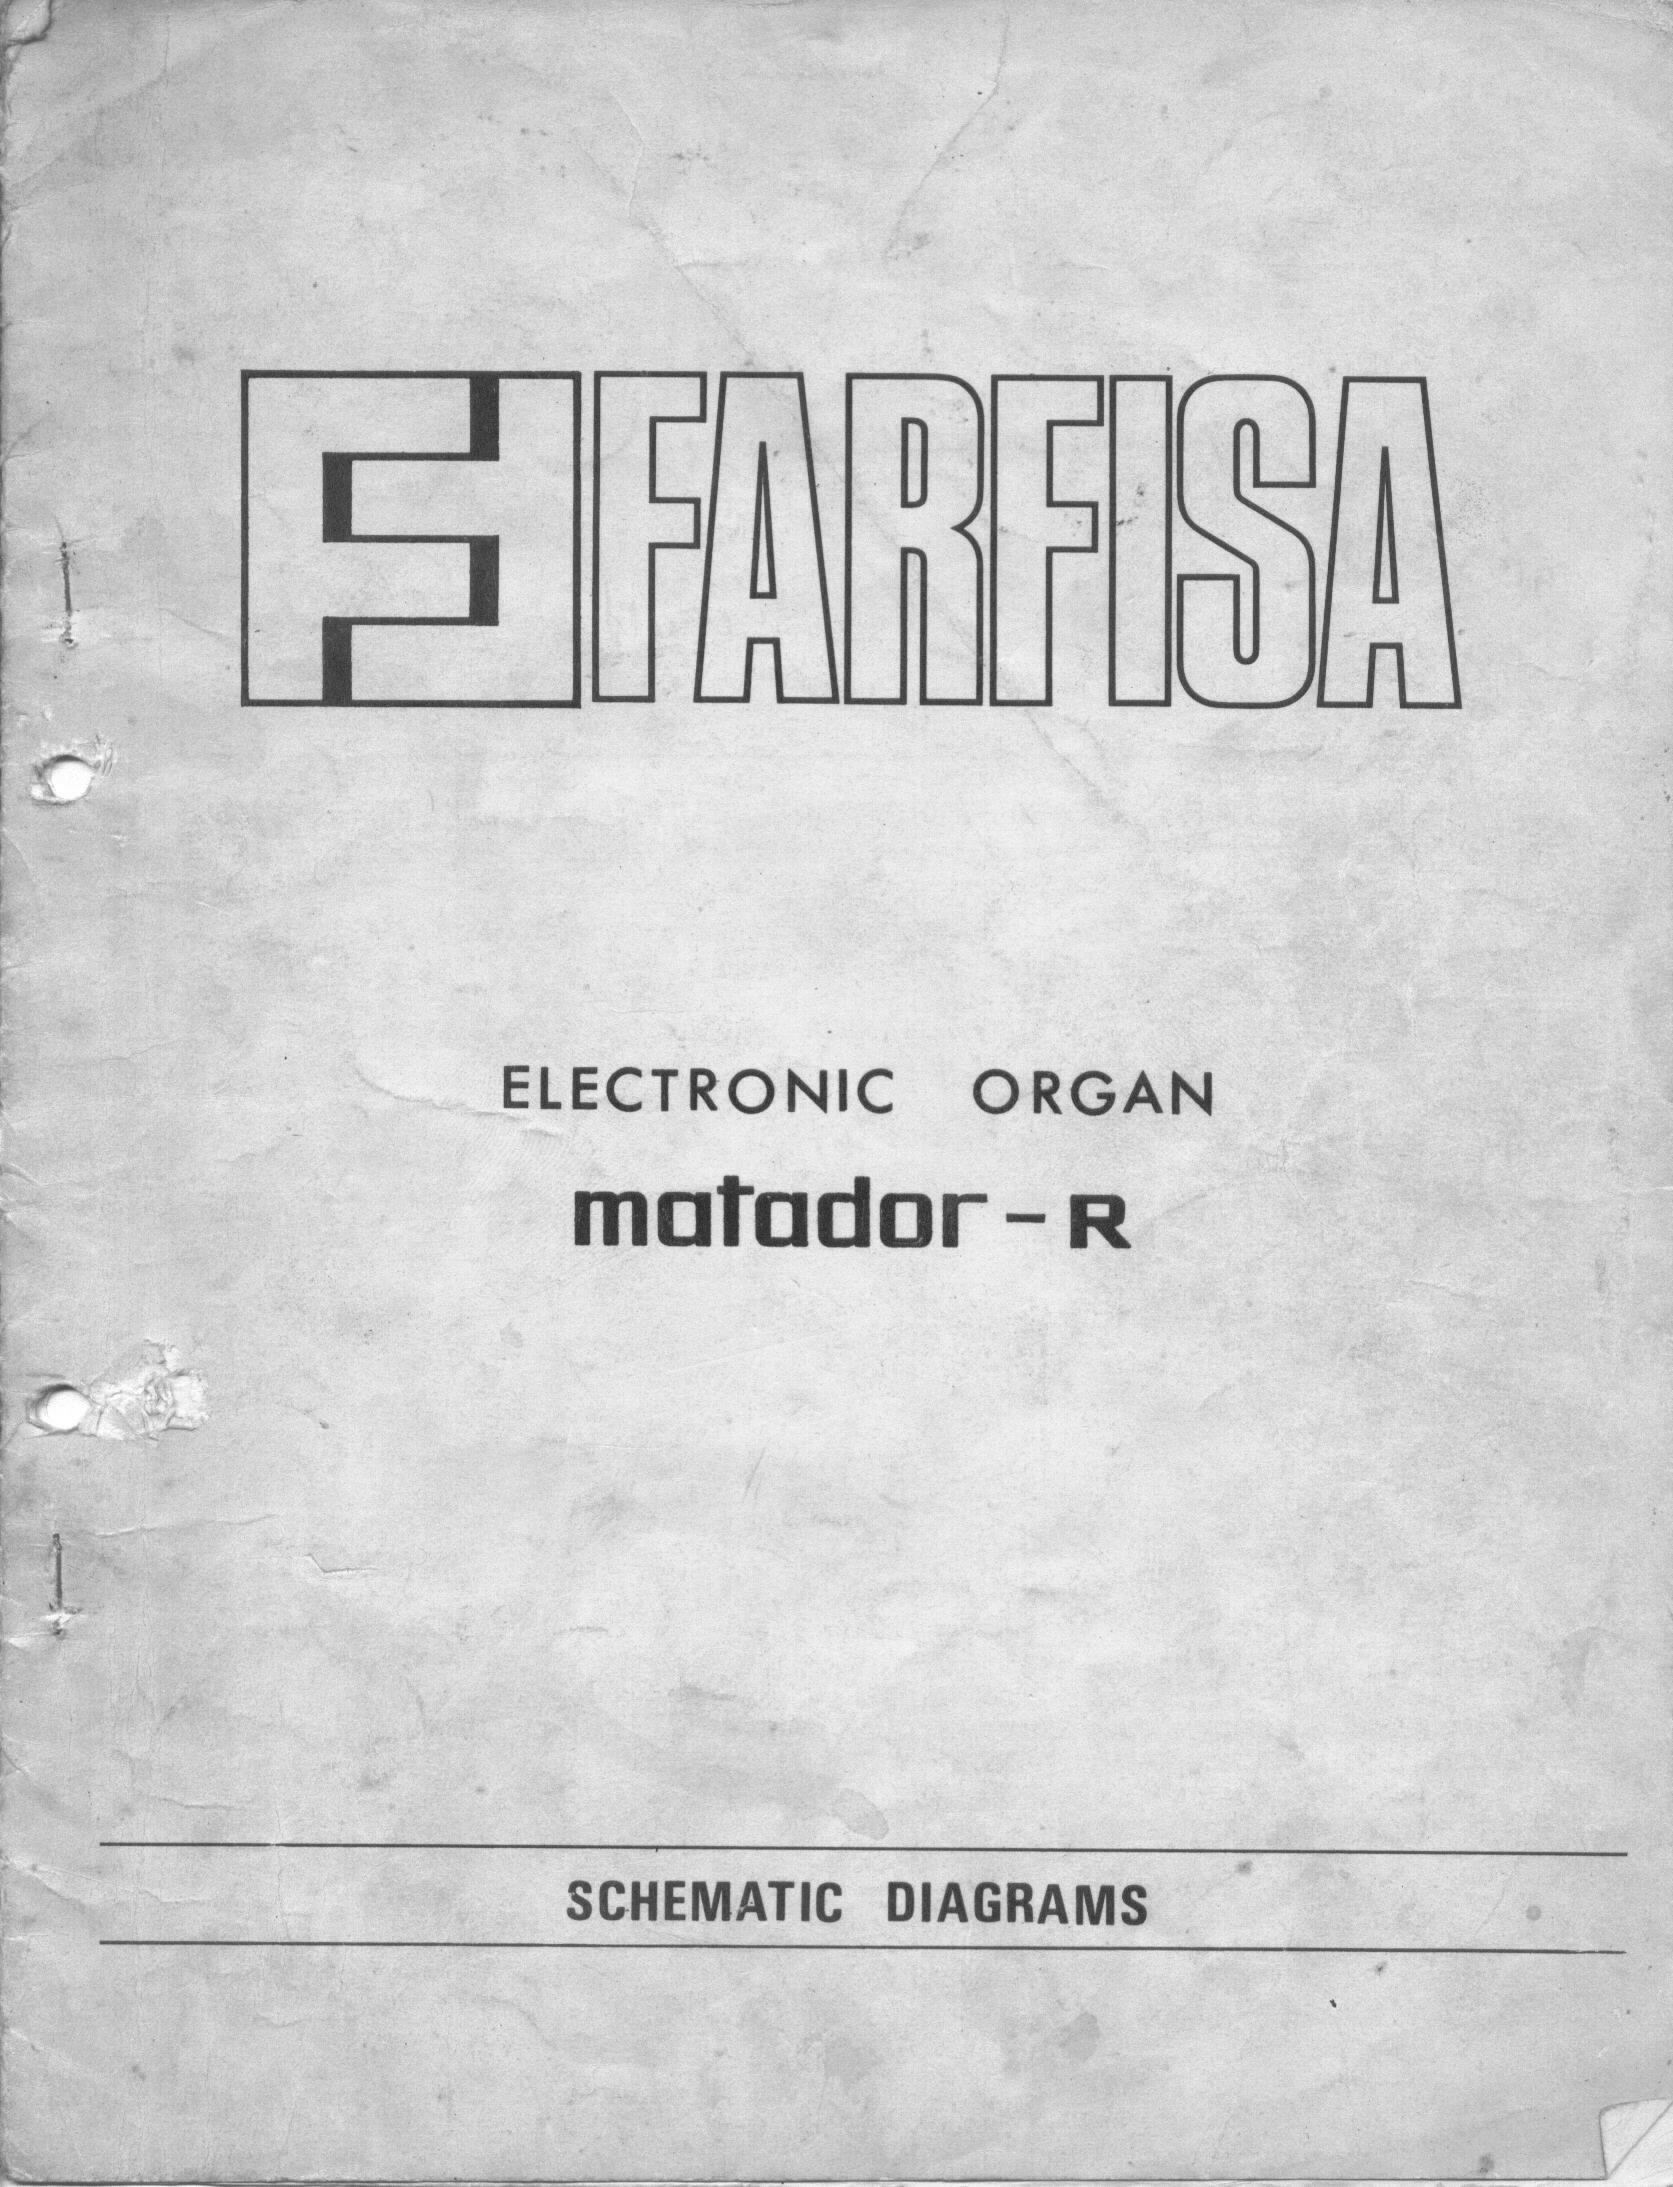 FARFISA
ELECTRONIC ORGAN
matador-R
SCHEMATIC DIAGRAMS